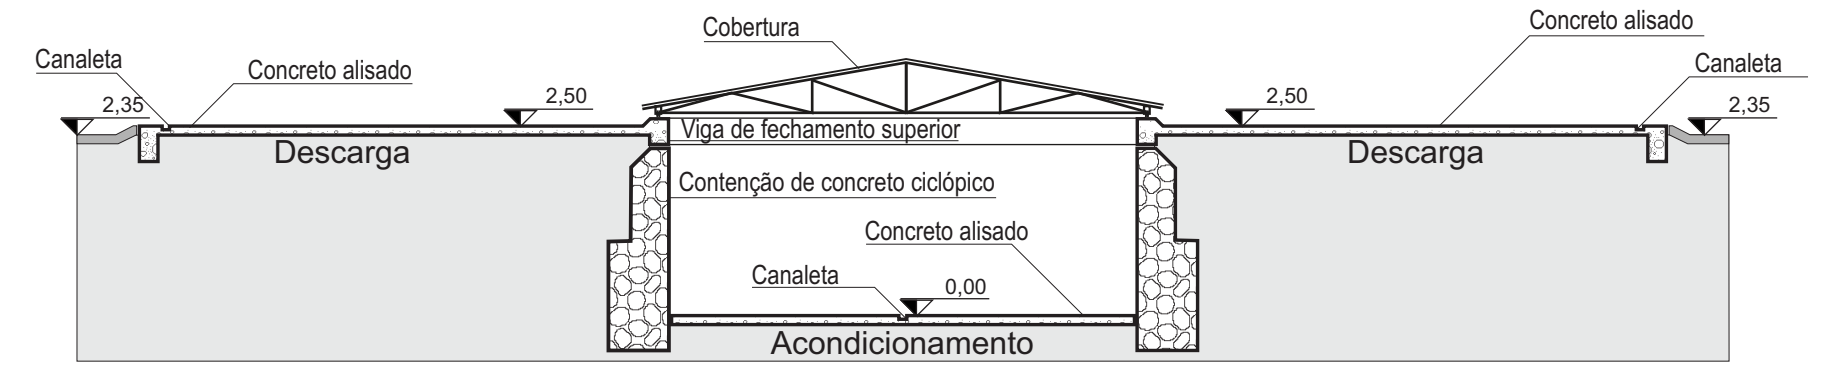 Cobertura
Concreto alisado
Canaleta
Concreto alisado
Canaleta
2,35
2,50
2,50
2,35
Viga de fechamento superior
Descarga
Descarga
Contenção de concreto ciclópico
Concreto alisado
Canaleta
0,00
Acondicionamento